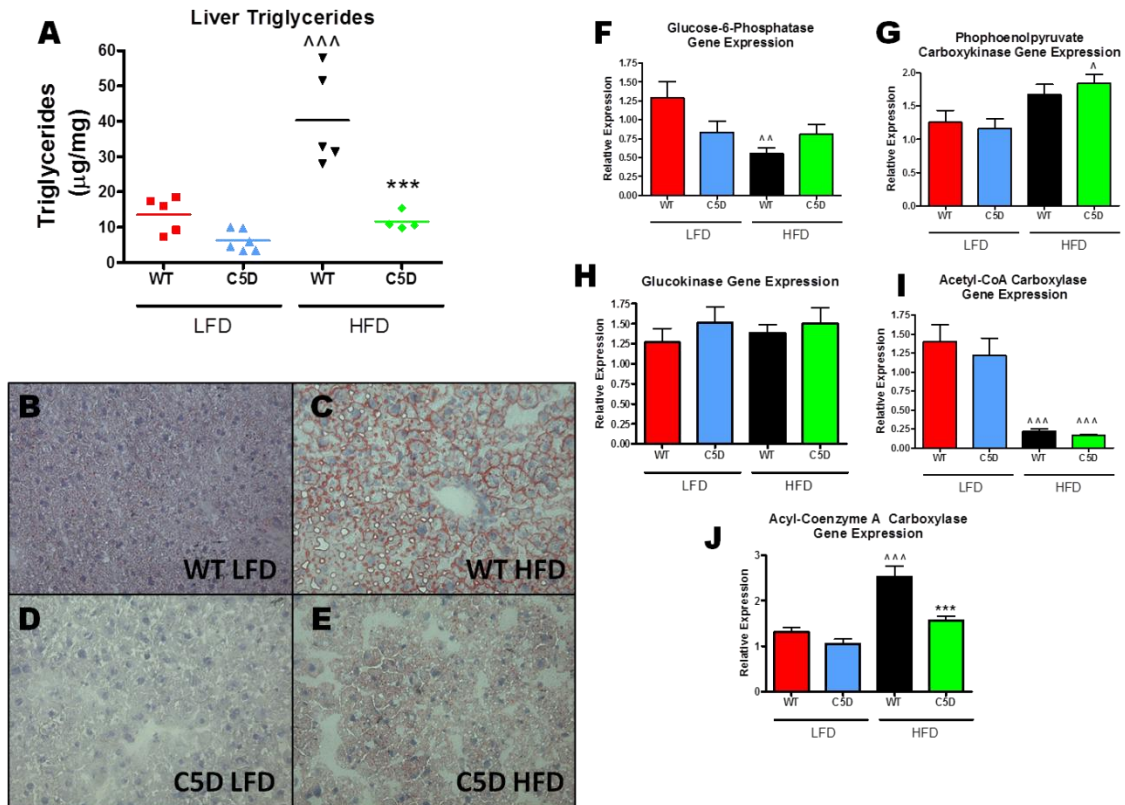 A
Liver Triglycerides
^^^
60
50
40
30
20
10
0
Triglycerides
(µg/mg)
***
WT C5D WT C5D
LFD HFD
B
WT LFD
C
WT HFD
D
C5D LFD
E
C5D HFD
F
Glucose-6-Phosphatase
Gene Expression
1.75
1.50
1.25
1.00
0.75
0.50
0.25
0.00
Relative Expression
^^
WT C5D WT C5D
LFD HFD
G
Phophoenolpyruvate
Carboxykinase Gene Expression
2.0
1.5
1.0
0.5
0.0
Relative Expression
^
WT C5D WT C5D
LFD HFD
H
Glucokinase Gene Expression
1.75
1.50
1.25
1.00
0.75
0.50
0.25
0.00
Relative Expression
WT C5D WT C5D
LFD HFD
I
Acetyl-CoA Carboxylase
Gene Expression
1.75
1.50
1.25
1.00
0.75
0.50
0.25
0.00
Relative Expression
^^^ ^^^
WT C5D WT C5D
LFD HFD
J
Acyl-Coenzyme A Carboxylase
Gene Expression
3
2
1
0
Relative Expression
^^^
***
WT C5D WT C5D
LFD HFD